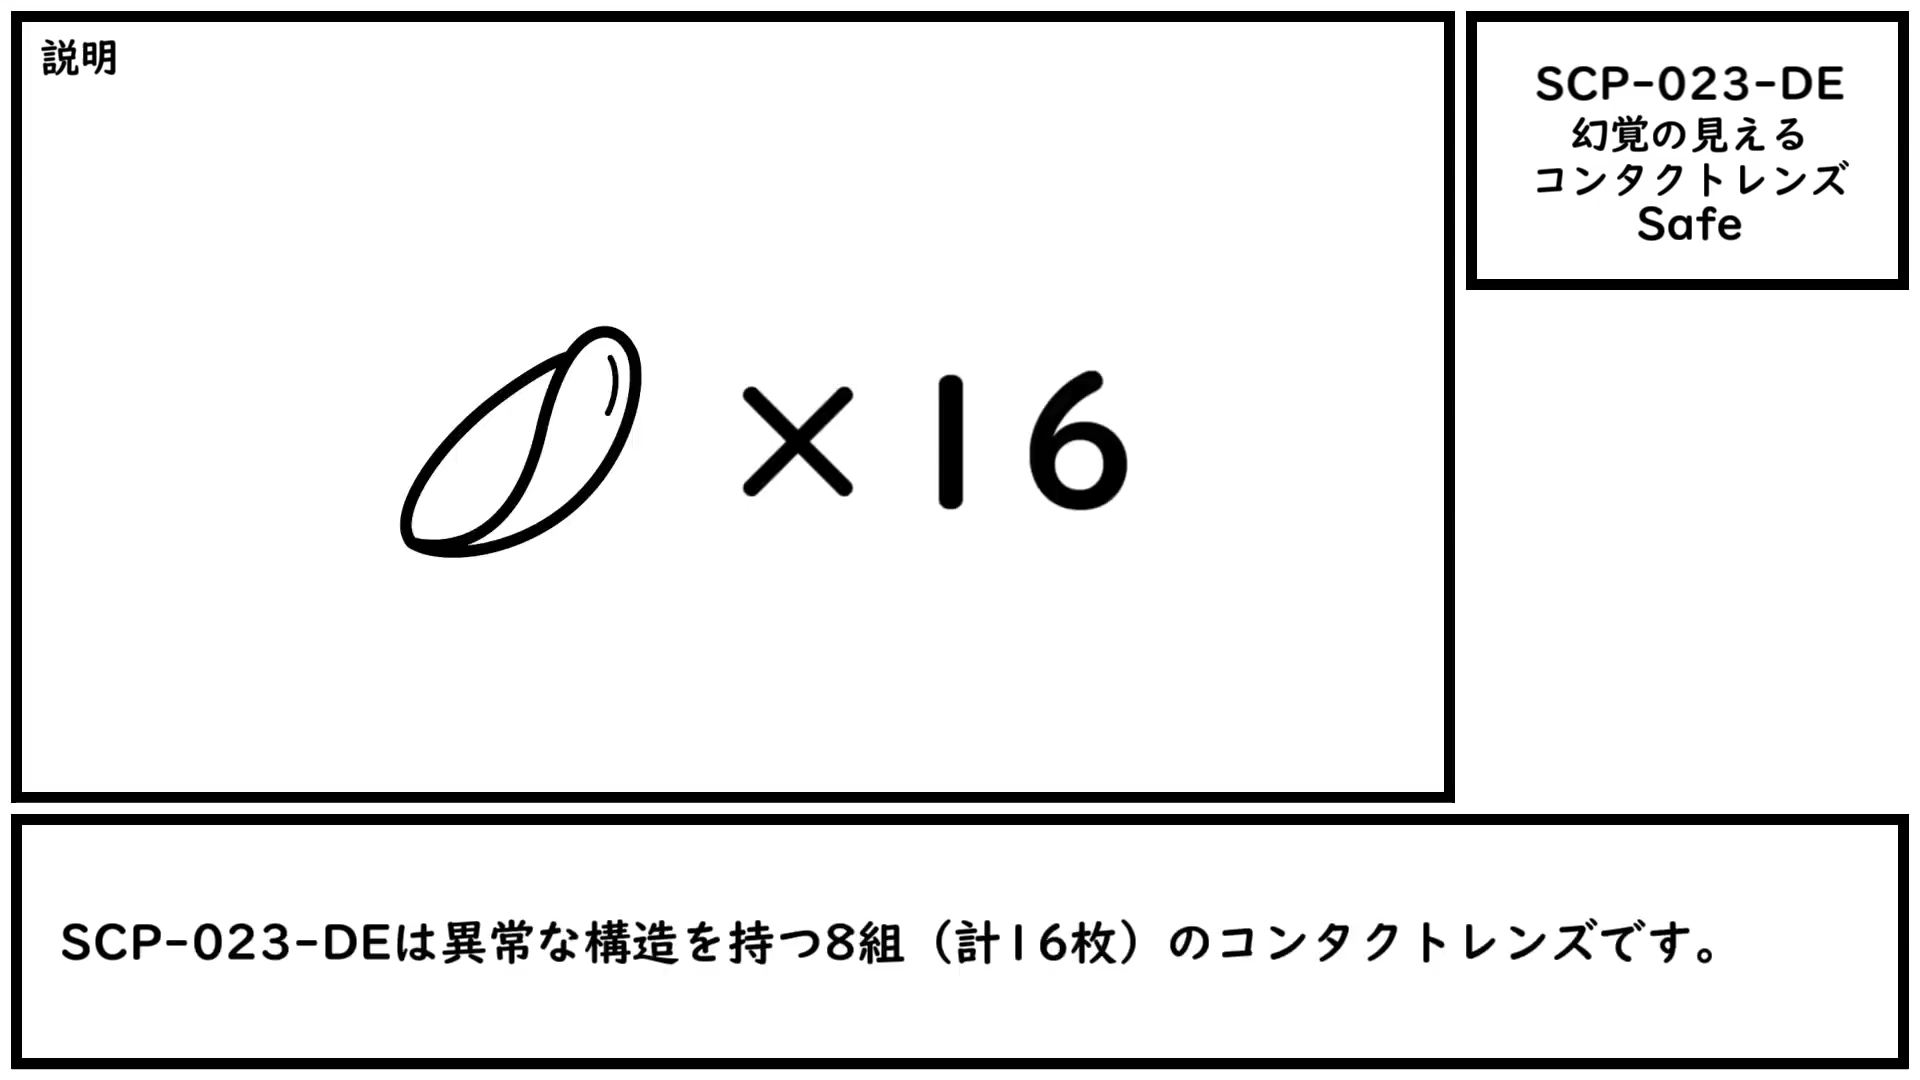 説明
×16
SCP-023-DE
幻覚の見える
コンタクトレンズ
Safe
SCP-023-DEは異常な構造を持つ8組（計16枚）のコンタクトレンズです。